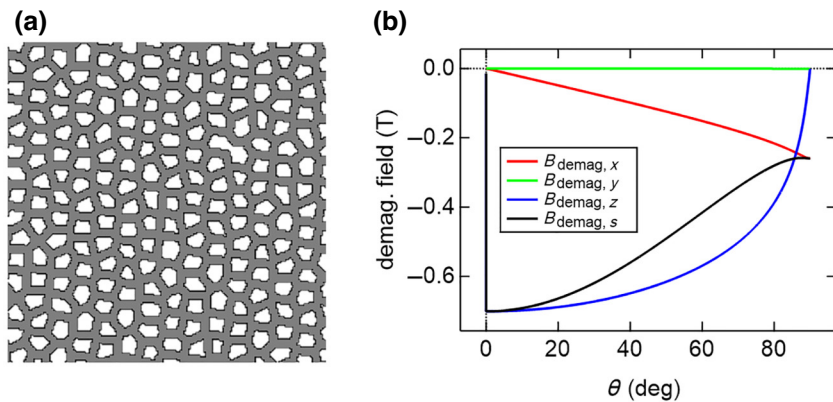 (a)
(b)
demag. field (T)
0.0
−0.2
−0.4
−0.6
B demag, x
B demag, y
B demag, z
B demag, s
0
20
40
60
80
θ (deg)